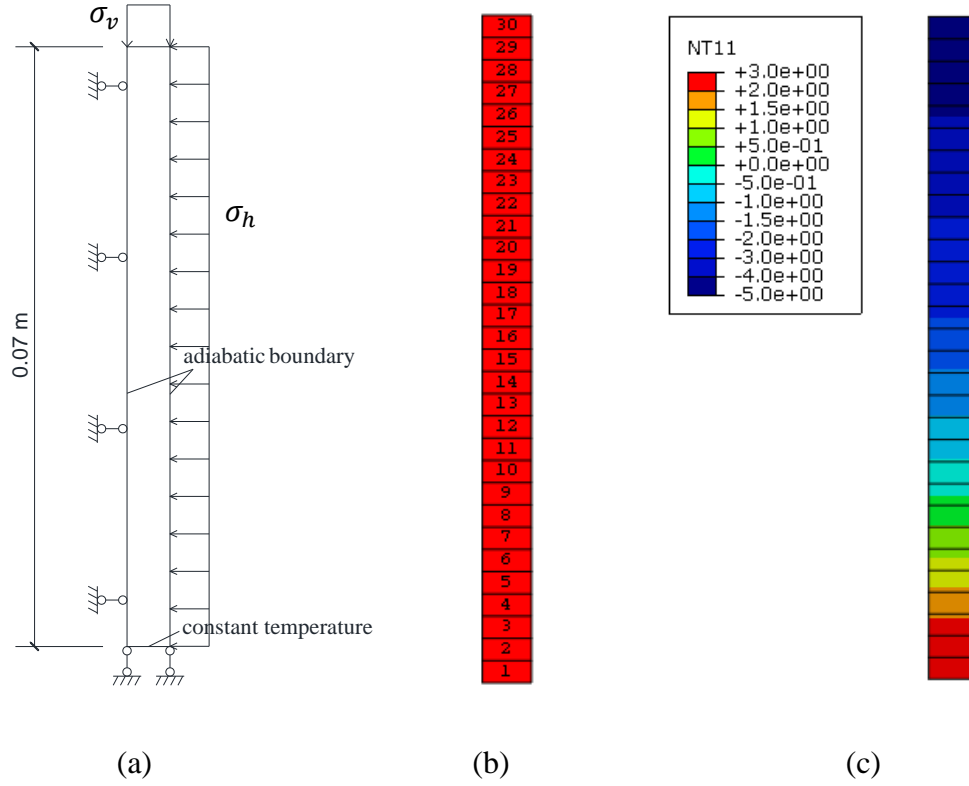 σ_v
0.07 m
σ_h
adiabatic boundary
constant temperature
(a)
30
29
28
27
26
25
24
23
22
21
20
19
18
17
16
15
14
13
12
11
10
9
8
7
6
5
4
3
2
1
(b)
NT11
+3.0e+00
+2.0e+00
+1.5e+00
+1.0e+00
+5.0e-01
+0.0e+00
-5.0e-01
-1.0e+00
-1.5e+00
-2.0e+00
-3.0e+00
-4.0e+00
-5.0e+00
(c)